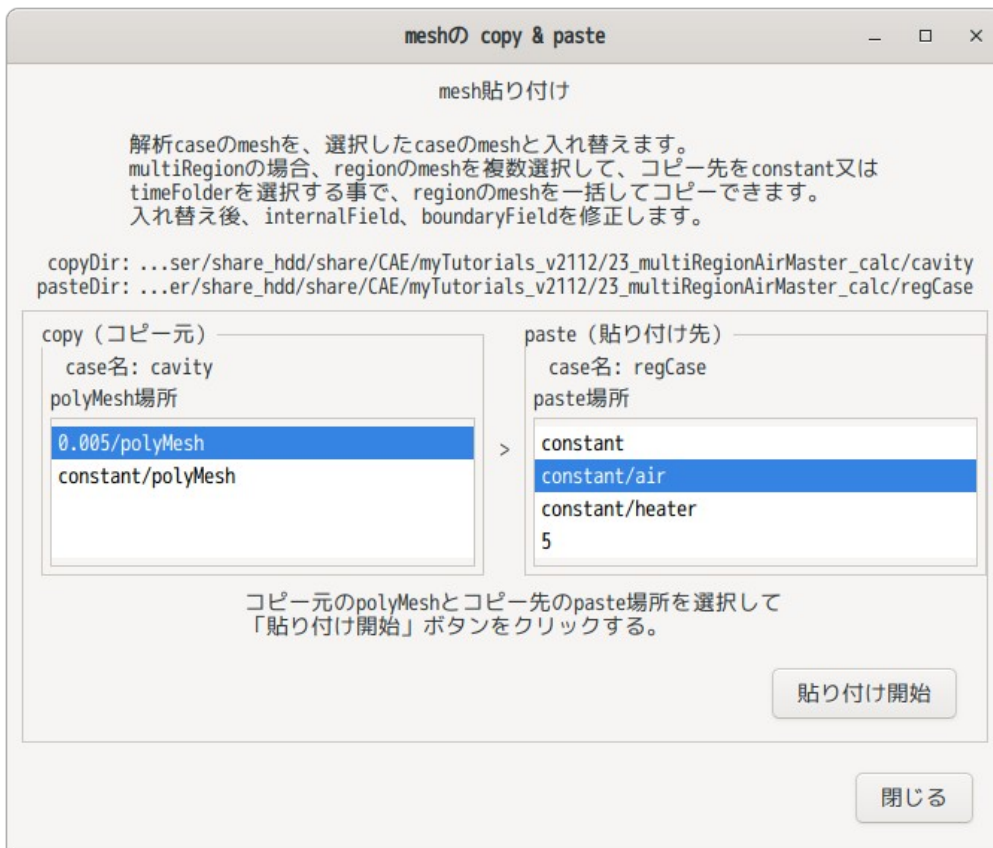 meshの copy & paste
mesh貼り付け
解析caseのmeshを、選択したcaseのmeshと入れ替えます。
multiRegionの場合、regionのmeshを複数選択して、コピー先をconstant又は
timeFolderを選択する事で、regionのmeshを一括してコピーできます。
入れ替え後、internalField、boundaryFieldを修正します。
copyDir: ...ser/share_hdd/share/CAE/myTutorials_v2112/23_multiRegionAirMaster_calc/cavity
pasteDir: ...er/share_hdd/share/CAE/myTutorials_v2112/23_multiRegionAirMaster_calc/regCase
copy（コピー元）
case名: cavity
polyMesh場所
0.005/polyMesh
constant/polyMesh
>
paste（貼り付け先）
case名: regCase
paste場所
constant
constant/air
constant/heater
5
コピー元のpolyMeshとコピー先のpaste場所を選択して
「貼り付け開始」ボタンをクリックする。
貼り付け開始
閉じる